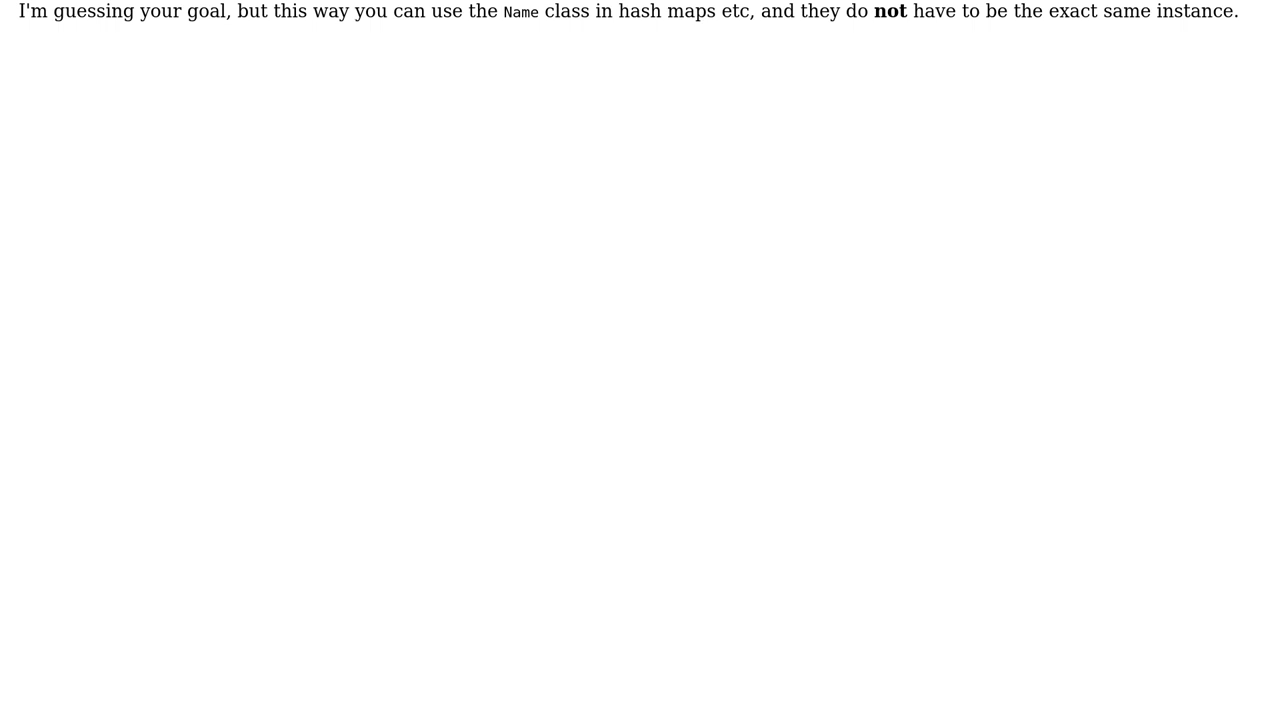 I'm guessing your goal, but this way you can use the Name class in hash maps etc, and they do not have to be the exact same instance.